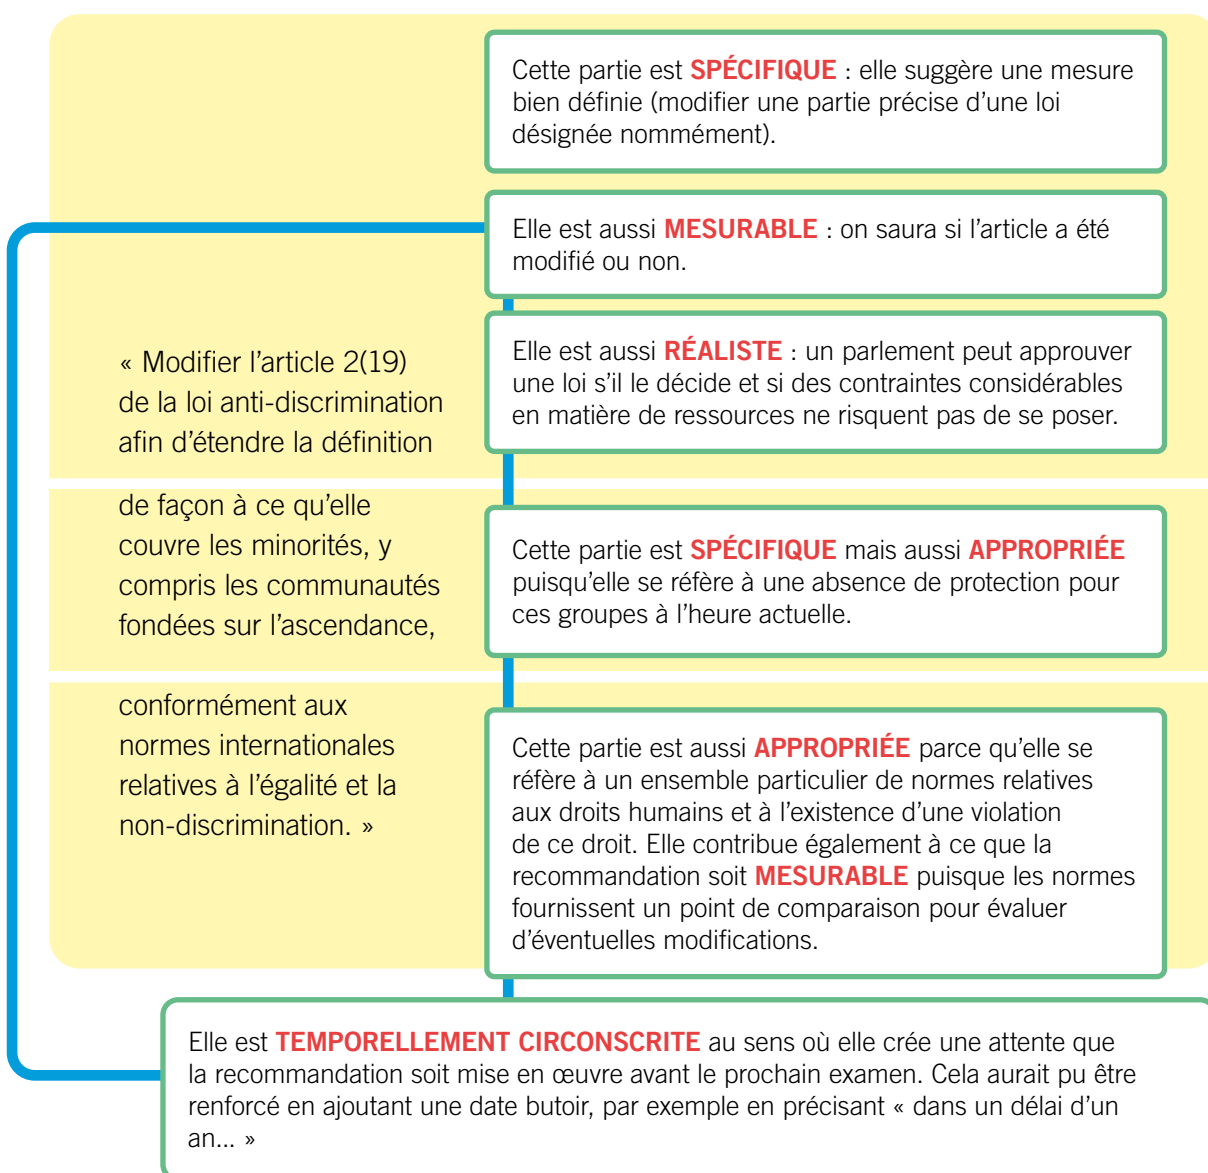 Cette partie est SPÉCIFIQUE : elle suggère une mesure
bien définie (modifier une partie précise d’une loi
désignée nommément).
Elle est aussi MESURABLE : on saura si l’article a été
modifié ou non.
« Modifier l’article 2(19)
de la loi anti-discrimination
afin d’étendre la définition
Elle est aussi RÉALISTE : un parlement peut approuver
une loi s’il le décide et si des contraintes considérables
en matière de ressources ne risquent pas de se poser.
de façon à ce qu’elle
couvre les minorités, y
compris les communautés
fondées sur l’ascendance,
Cette partie est SPÉCIFIQUE mais aussi APPROPRIÉE
puisqu’elle se réfère à une absence de protection pour
ces groupes à l’heure actuelle.
conformément aux
normes internationales
relatives à l’égalité et la
non-discrimination. »
Cette partie est aussi APPROPRIÉE parce qu’elle se
réfère à un ensemble particulier de normes relatives
aux droits humains et à l’existence d’une violation
de ce droit. Elle contribue également à ce que la
recommandation soit MESURABLE puisque les normes
fournissent un point de comparaison pour évaluer
d’éventuelles modifications.
Elle est TEMPORELLEMENT CIRCONSCRITE au sens où elle crée une attente que
la recommandation soit mise en œuvre avant le prochain examen. Cela aurait pu être
renforcé en ajoutant une date butoir, par exemple en précisant « dans un délai d’un
an... »